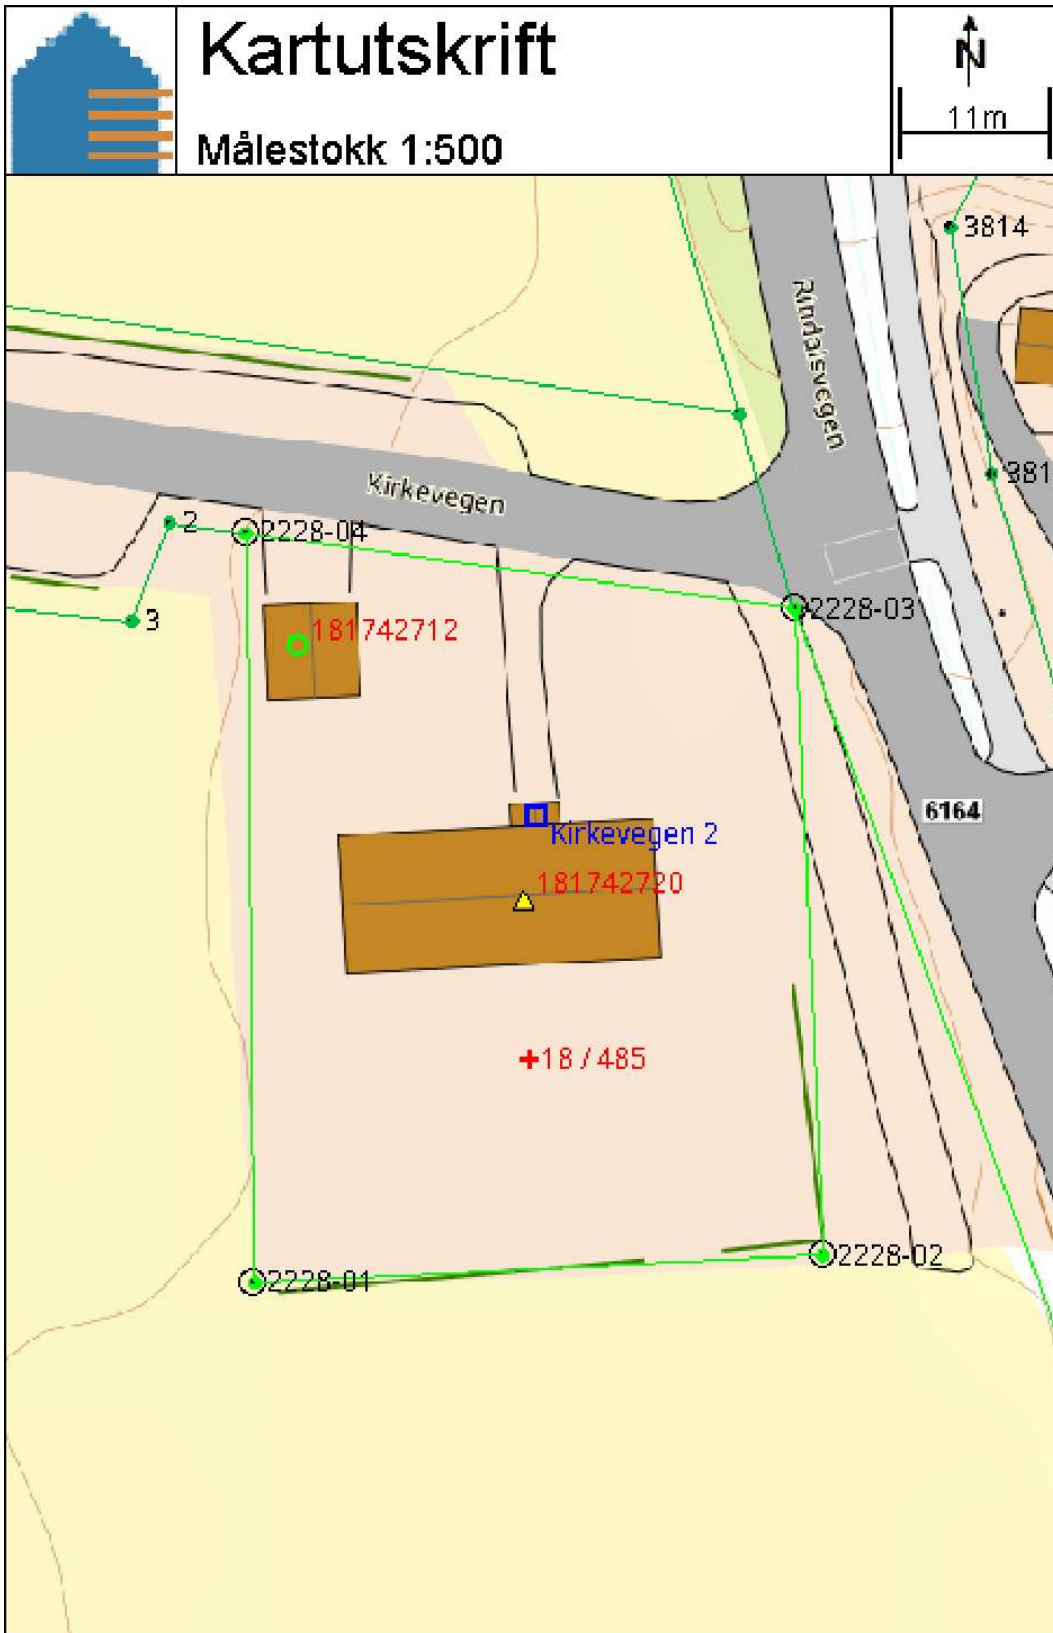 Kartutskrift
Målestokk 1:500
N
11m
3814
Rindalsvegen
381
Kirkevegen
2
2228-04
3
2228-03
181742712
6164
Kirkevegen 2
181742720
+18 / 485
2228-02
2228-01